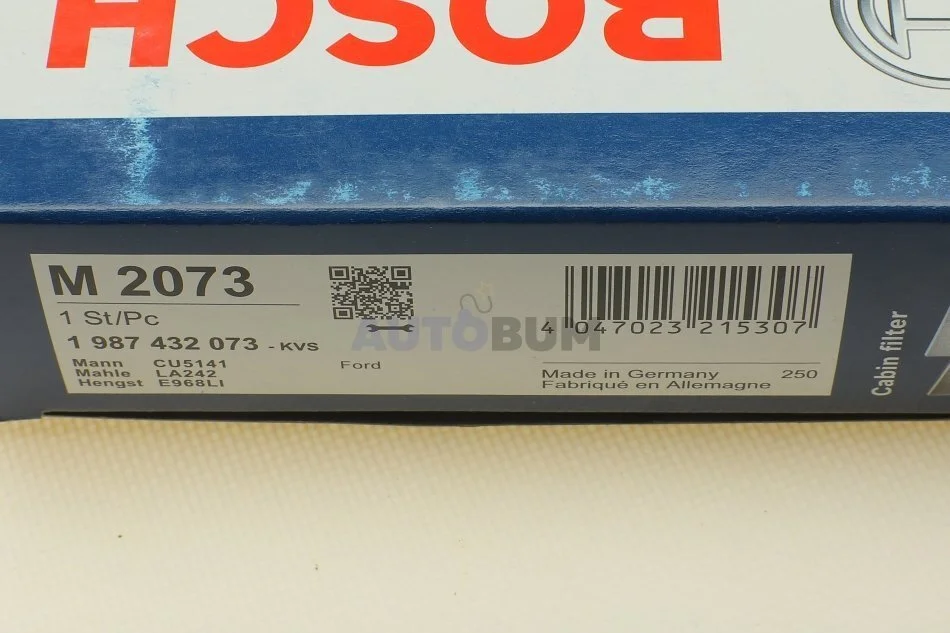 BOSCH
M 2073
1 St/Pc
1 987 432 073 - KVS
Mann CU5141
Mahle LA242
Hengst E968LI
Ford
AUTOBUM
4 047023 215307
Made in Germany 250
Fabriqué en Allemagne
Cabin filter